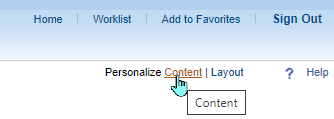 Home | Worklist | Add to Favorites | Sign Out
Personalize Content | Layout ? Help
Content